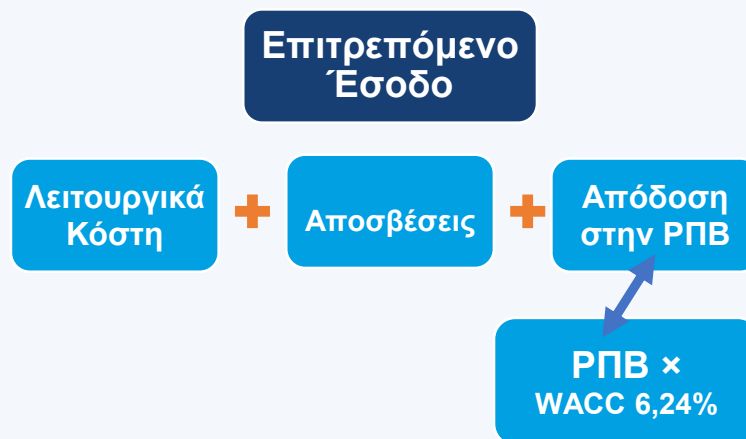 Επιτρεπόμενο
Έσοδο
Λειτουργικά
Κόστη
+
Αποσβέσεις
+
Απόδοση
στην ΡΠΒ
ΡΠΒ ×
WACC 6,24%